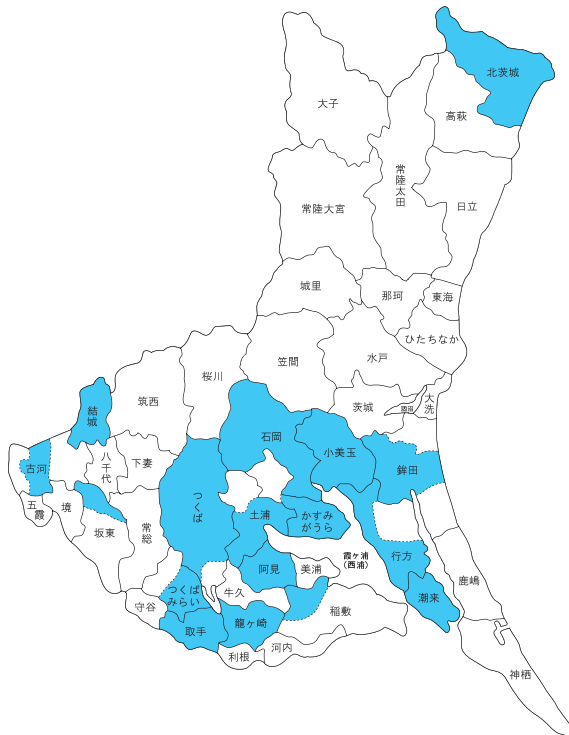 北茨城
大子
高萩
常陸太田
常陸大宮
日立
城里
那珂
東海
ひたちなか
水戸
笠間
桜川
筑西
茨城
涸沼
大洗
結城
石岡
小美玉
古河
八千代
下妻
鉾田
つくば
五霞
境
坂東
常総
土浦
かすみ
がうら
霞ヶ浦
(西浦)
行方
阿見
美浦
鹿嶋
つくば
みらい
牛久
潮来
守谷
稲敷
取手
龍ヶ崎
利根
河内
神栖